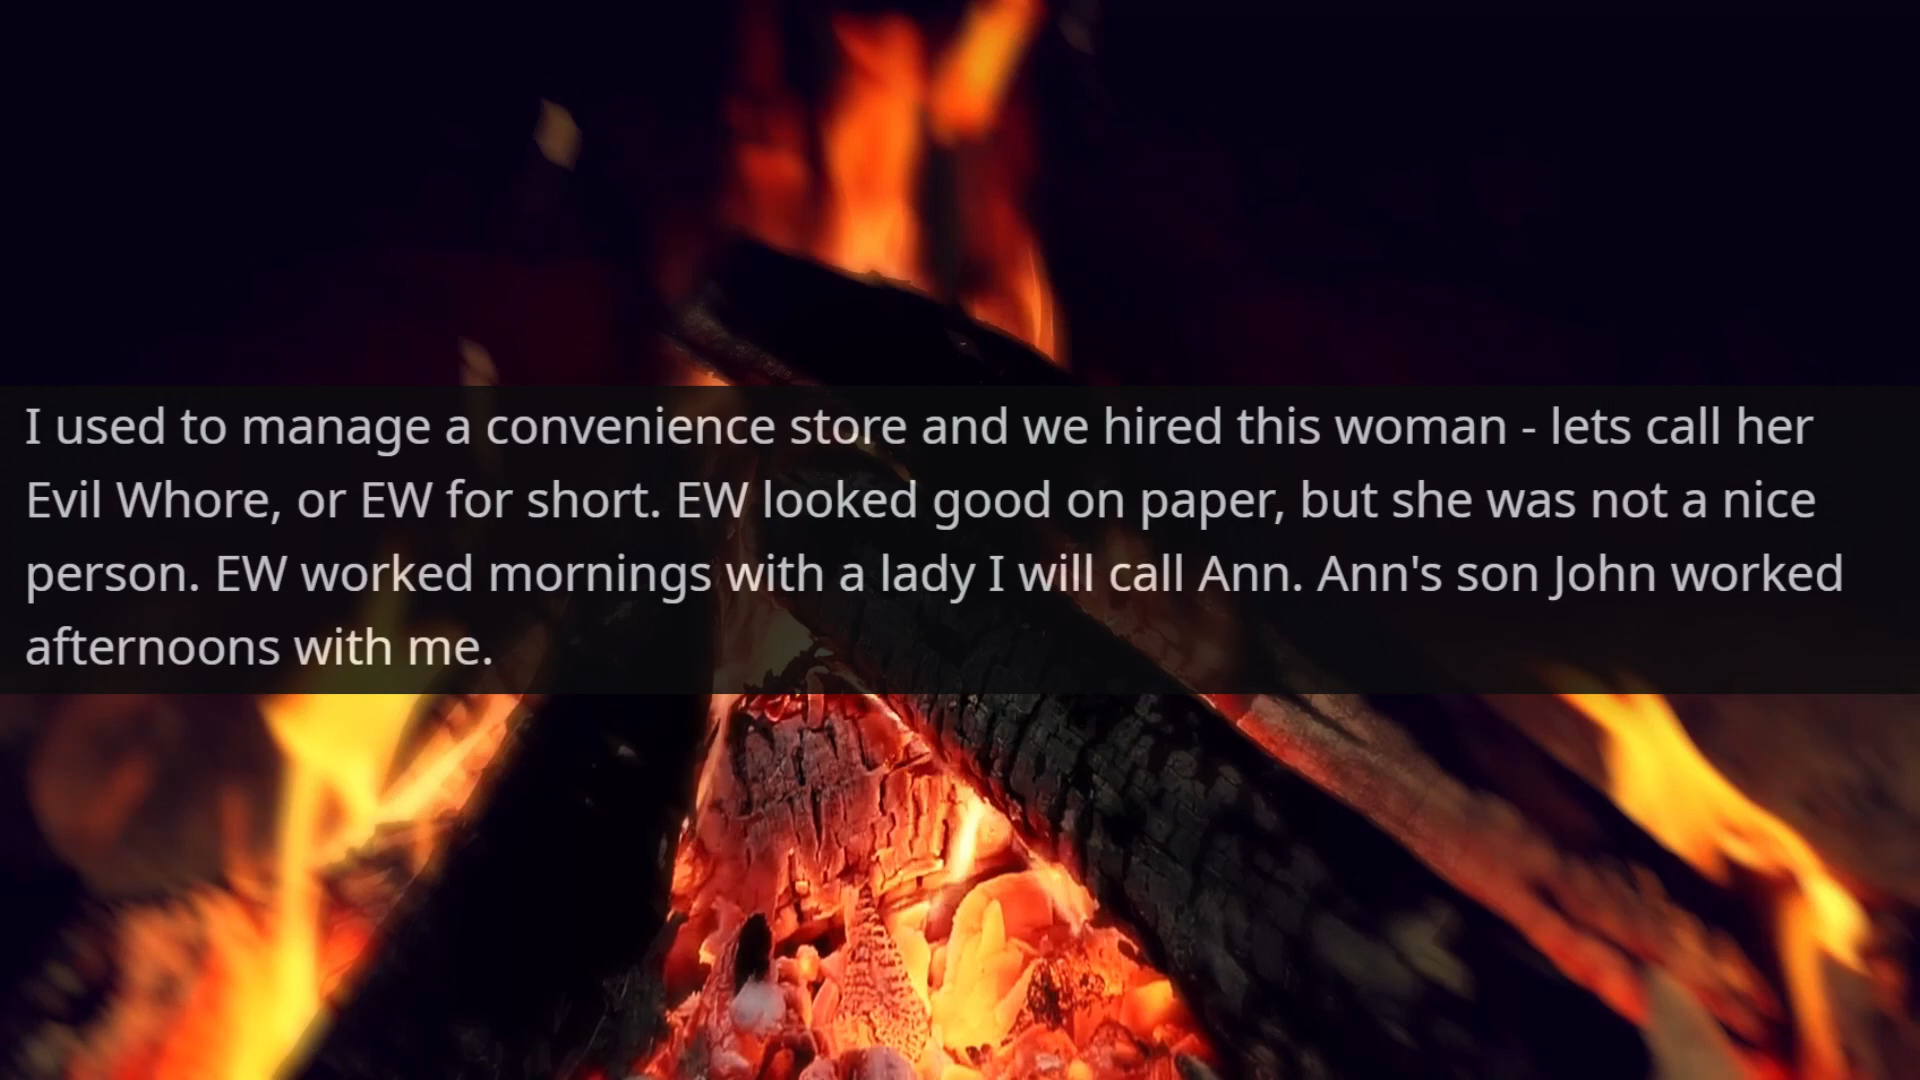 I used to manage a convenience store and we hired this woman - lets call her
Evil Whore, or EW for short. EW looked good on paper, but she was not a nice
person. EW worked mornings with a lady I will call Ann. Ann's son John worked
afternoons with me.